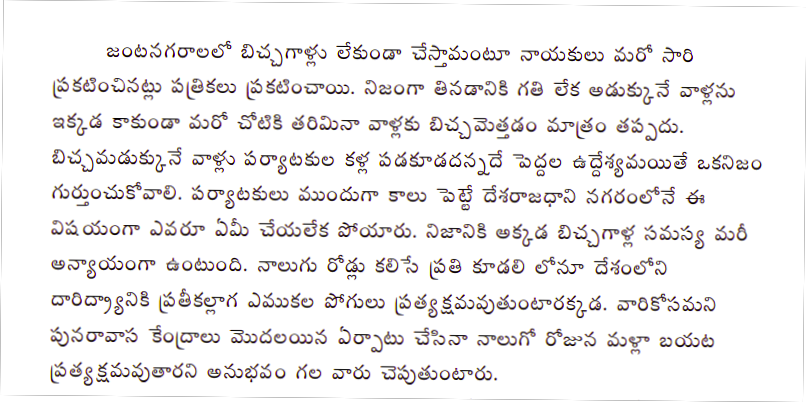 జంటనగరాలలో బిచ్చగాళ్లు లేకుండా చేస్తామంటూ నాయకులు మరో సారి
ప్రకటించినట్లు పత్రికలు ప్రకటించాయి. నిజంగా తినడానికి గతి లేక అడుక్కునే వాళ్లను
ఇక్కడ కాకుండా మరో చోటికి తరిమినా వాళ్లకు బిచ్చమెత్తడం మాత్రం తప్పదు.
బిచ్చమడుక్కునే వాళ్లు పర్యాటకుల కళ్ల పడకూడదన్నదే పెద్దల ఉద్దేశ్యమయితే ఒకనిజం
గుర్తుంచుకోవాలి. పర్యాటకులు ముందుగా కాలు పెట్టే దేశరాజధాని నగరంలోనే ఈ
విషయంగా ఎవరూ ఏమీ చేయలేక పోయారు. నిజానికి అక్కడ బిచ్చగాళ్ల సమస్య మరీ
అన్యాయంగా ఉంటుంది. నాలుగు రోడ్లు కలిసే ప్రతి కూడలి లోనూ దేశంలోని
దారిద్ర్యానికి ప్రతీకల్లాగ ఎముకల పోగులు ప్రత్యక్షమవుతుంటారక్కడ. వారికోసమని
పునరావాస కేంద్రాలు మొదలయిన ఏర్పాటు చేసినా నాలుగో రోజున మళ్లా బయట
ప్రత్యక్షమవుతారని అనుభవం గల వారు చెపుతుంటారు.